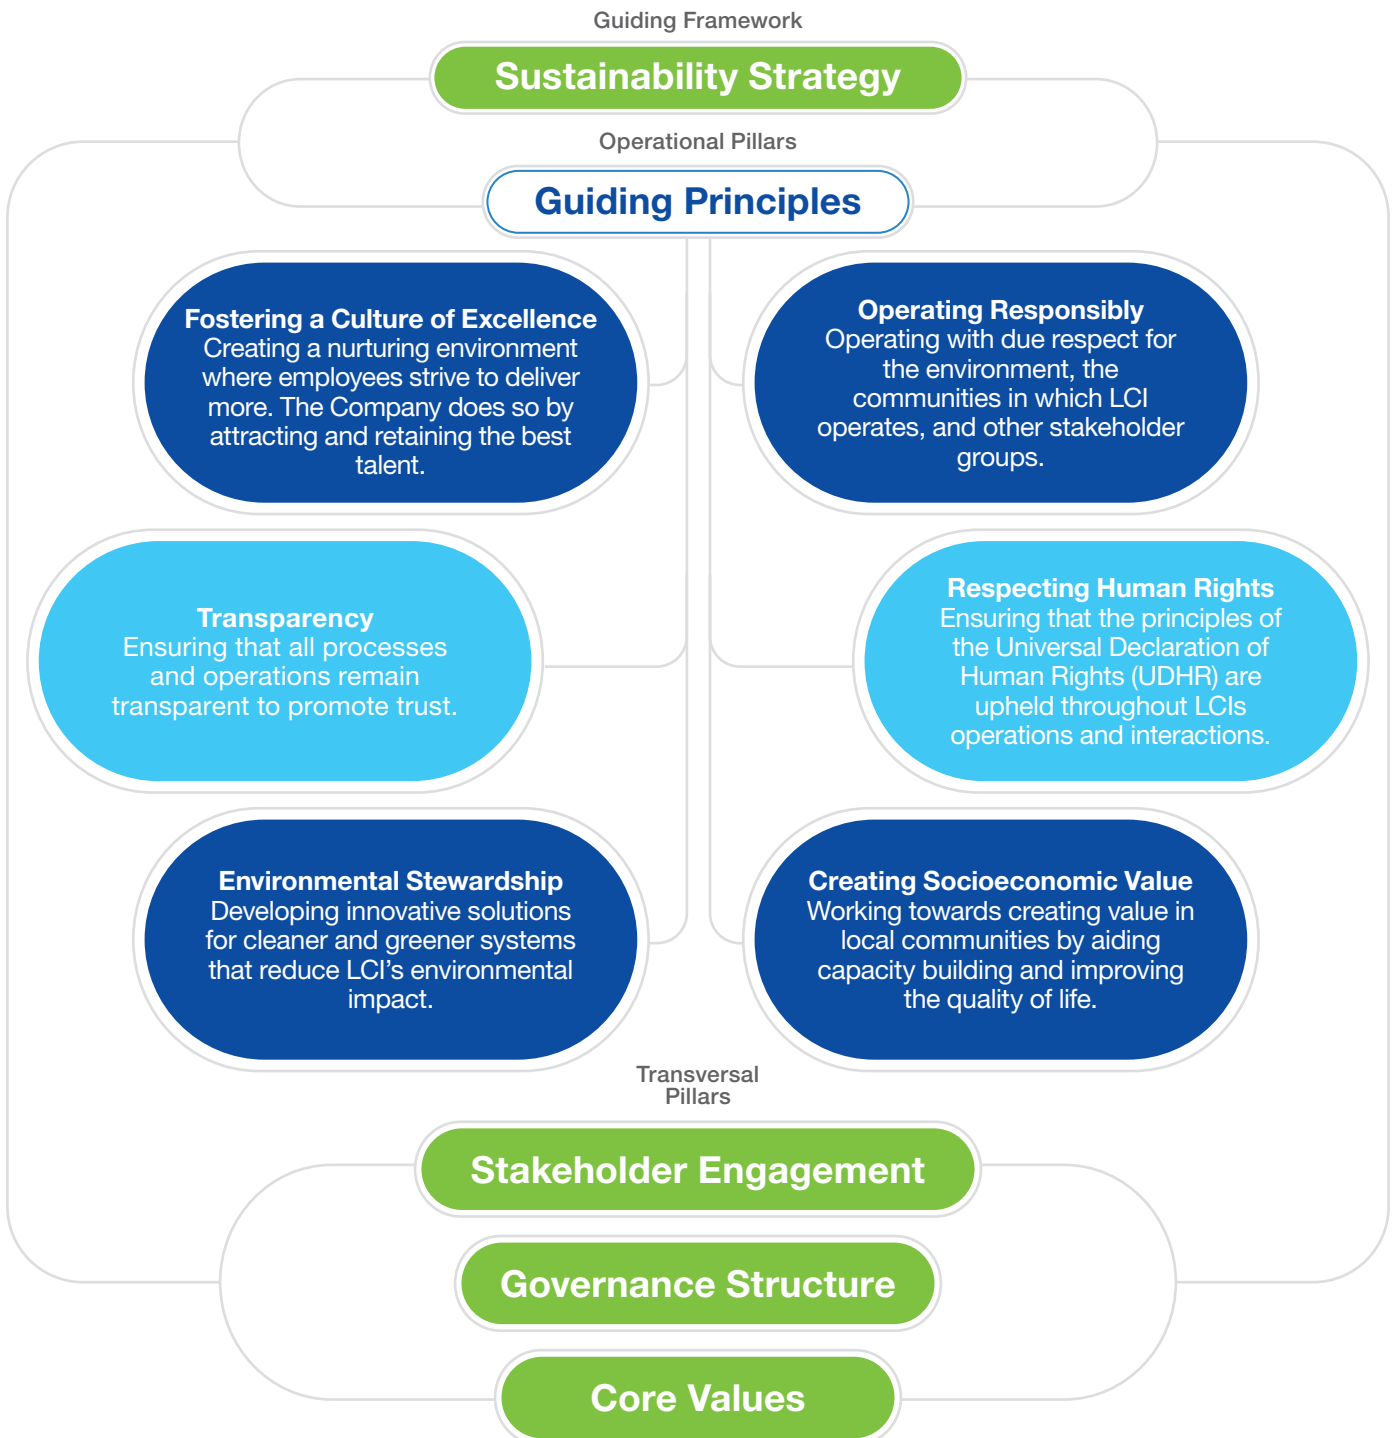 Guiding Framework
Sustainability Strategy
Operational Pillars
Guiding Principles
Fostering a Culture of Excellence
Creating a nurturing environment
where employees strive to deliver
more. The Company does so by
attracting and retaining the best
talent.
Operating Responsibly
Operating with due respect for
the environment, the
communities in which LCI
operates, and other stakeholder
groups.
Transparency
Ensuring that all processes
and operations remain
transparent to promote trust.
Respecting Human Rights
Ensuring that the principles of
the Universal Declaration of
Human Rights (UDHR) are
upheld throughout LCIs
operations and interactions.
Environmental Stewardship
Developing innovative solutions
for cleaner and greener systems
that reduce LCI’s environmental
impact.
Creating Socioeconomic Value
Working towards creating value in
local communities by aiding
capacity building and improving
the quality of life.
Transversal
Pillars
Stakeholder Engagement
Governance Structure
Core Values